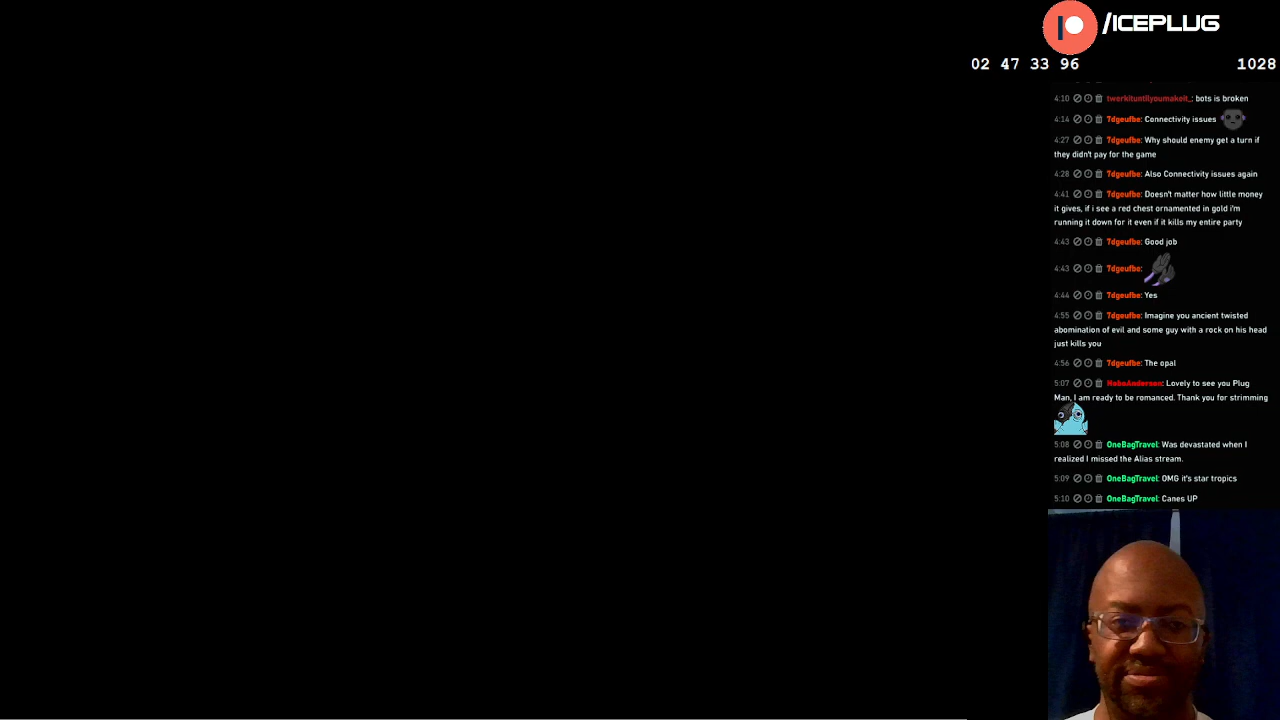 /ICEPLUG
02 47 33 96 1028
4:10 twerkituntilyoumakeit_: bots is broken
4:14 7dgeufbe: Connectivity issues
4:27 7dgeufbe: Why should enemy get a turn if
they didn't pay for the game
4:28 7dgeufbe: Also Connectivity issues again
4:41 7dgeufbe: Doesn't matter how little money
it gives, if i see a red chest ornamented in gold i'm
running it down for it even if it kills my entire party
4:43 7dgeufbe: Good job
4:43 7dgeufbe:
4:44 7dgeufbe: Yes
4:55 7dgeufbe: Imagine you ancient twisted
abomination of evil and some guy with a rock on his head
just kills you
4:56 7dgeufbe: The opal
5:07 HoboAnderson: Lovely to see you Plug
Man, I am ready to be romanced. Thank you for strimming
5:08 OneBagTravel: Was devastated when I
realized I missed the Alias stream.
5:09 OneBagTravel: OMG it's star tropics
5:10 OneBagTravel: Canes UP